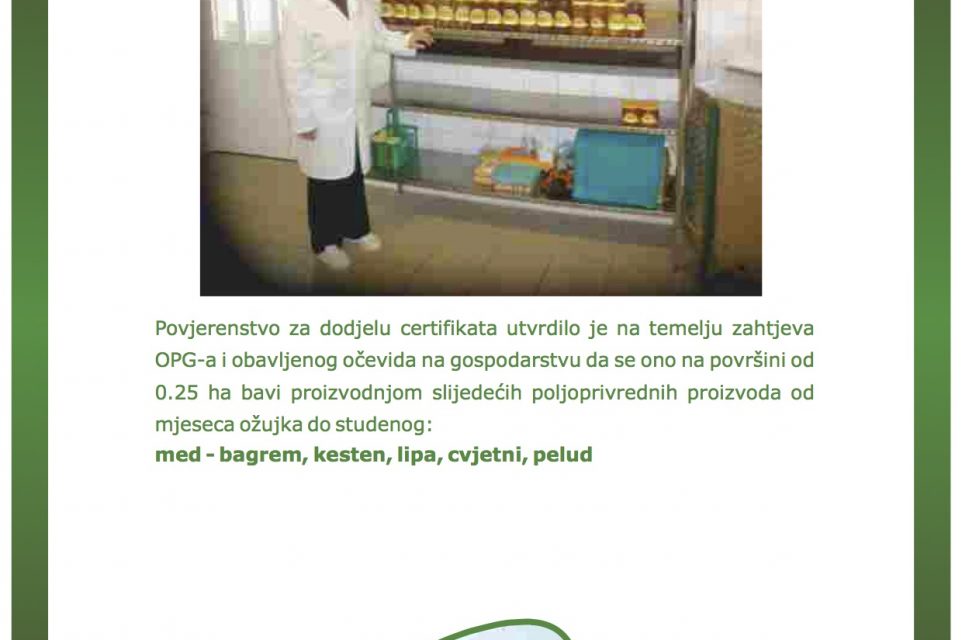 Povjerenstvo za dodjelu certifikata utvrdilo je na temelju zahtjeva
OPG-a i obavljenog očevida na gospodarstvu da se ono na površini od
0.25 ha bavi proizvodnjom slijedećih poljoprivrednih proizvoda od
mjeseca ožujka do studenog:
med - bagrem, kesten, lipa, cvjetni, pelud